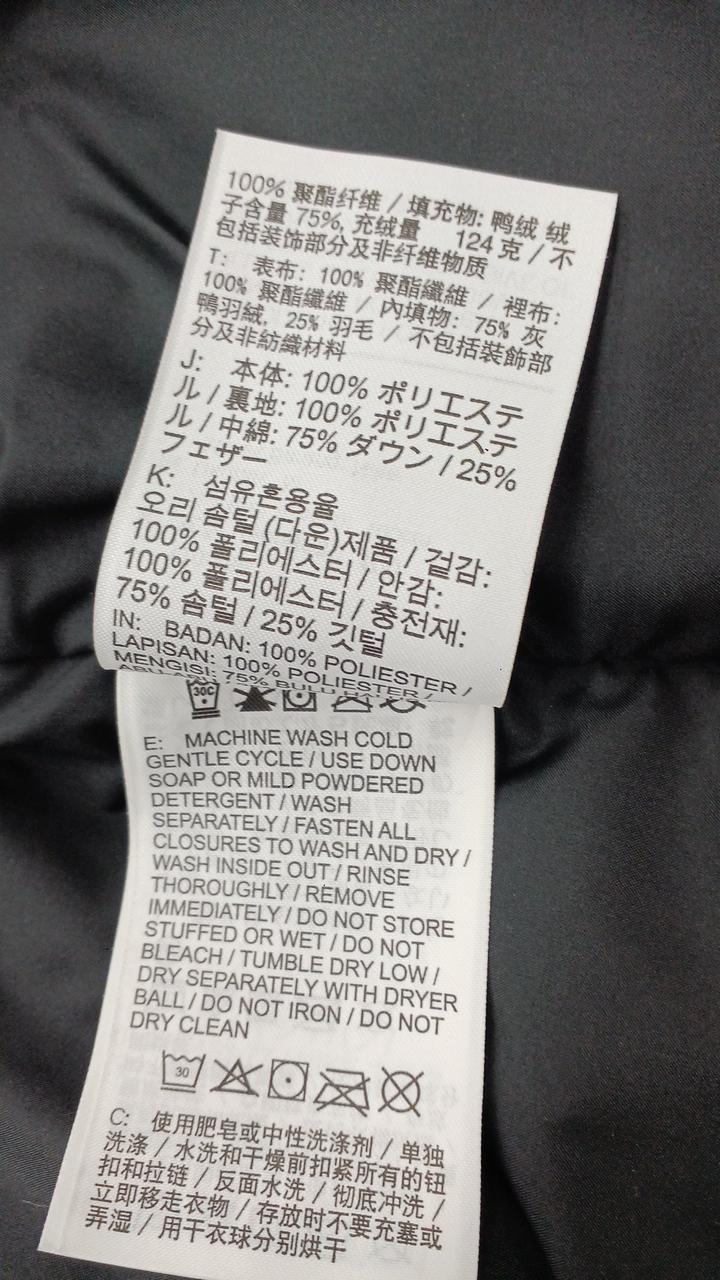 100% 聚酯纤维 / 填充物: 鸭绒 绒
子含量 75%, 充绒量 124 克 / 不
包括装饰部分及非纤维物质
T: 表布: 100% 聚酯纖維 / 裡布:
100% 聚酯纖維 / 內填物: 75% 灰
鴨羽絨, 25% 羽毛 / 不包括裝飾部
分及非紡織材料
J: 本体: 100% ポリエステ
ル / 裏地: 100% ポリエステ
ル / 中綿: 75% ダウン / 25%
フェザー
K: 섬유혼용율
오리 솜털 (다운)제품 / 겉감:
100% 폴리에스터 / 안감:
100% 폴리에스터 / 충전재:
75% 솜털 / 25% 깃털
IN: BADAN: 100% POLIESTER /
LAPISAN: 100% POLIESTER /
MENGISI: 75% BULU
30C
E: MACHINE WASH COLD
GENTLE CYCLE / USE DOWN
SOAP OR MILD POWDERED
DETERGENT / WASH
SEPARATELY / FASTEN ALL
CLOSURES TO WASH AND DRY /
WASH INSIDE OUT / RINSE
THOROUGHLY / REMOVE
IMMEDIATELY / DO NOT STORE
STUFFED OR WET / DO NOT
BLEACH / TUMBLE DRY LOW /
DRY SEPARATELY WITH DRYER
BALL / DO NOT IRON / DO NOT
DRY CLEAN
30
C: 使用肥皂或中性洗涤剂 / 单独
洗涤 / 水洗和干燥前扣紧所有的钮
扣和拉链 / 反面水洗 / 彻底冲洗 /
立即移走衣物 / 存放时不要充塞或
弄湿 / 用干衣球分别烘干